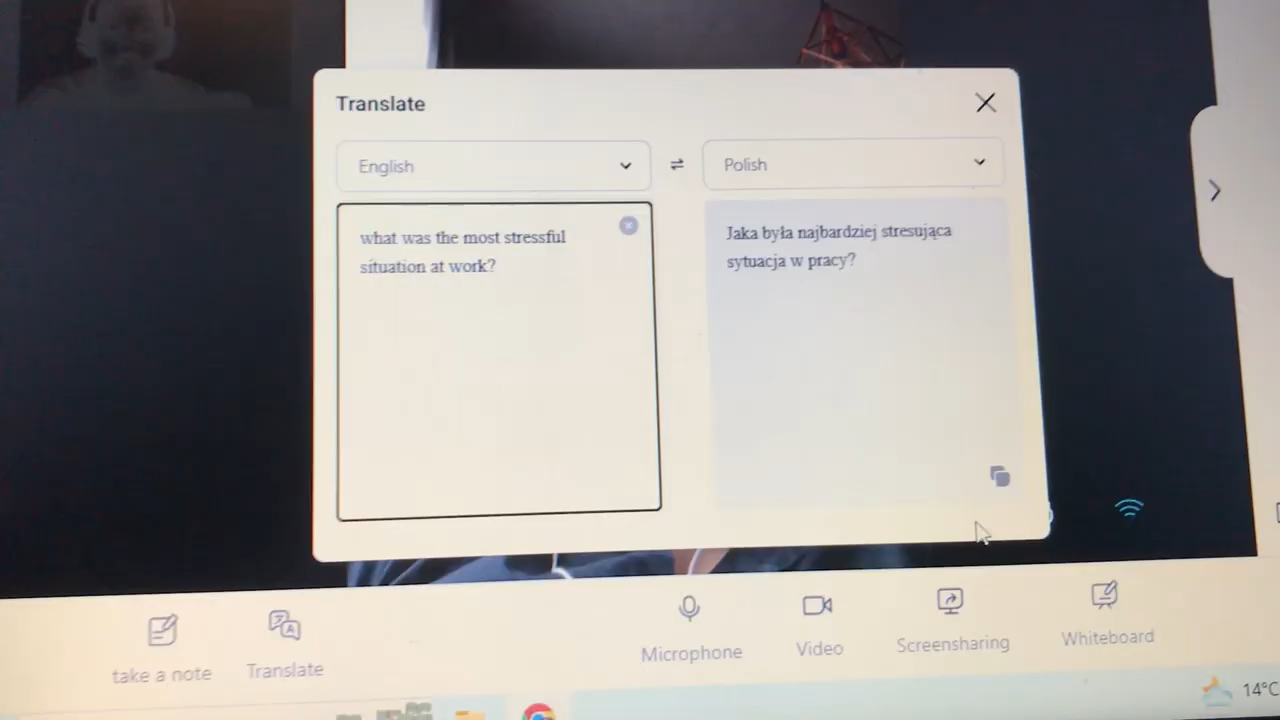 Translate
English
Polish
what was the most stressful
situation at work?
Jaka była najbardziej stresująca
sytuacja w pracy?
take a note
Translate
Microphone
Video
Screensharing
Whiteboard
14°C